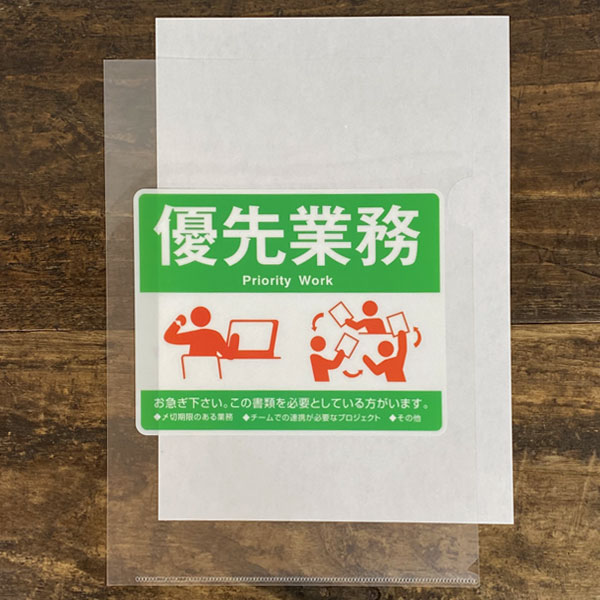 優先業務
Priority Work
お急ぎ下さい。この書類を必要としている方がいます。
◆〆切期限のある業務 ◆チームでの連携が必要なプロジェクト ◆その他